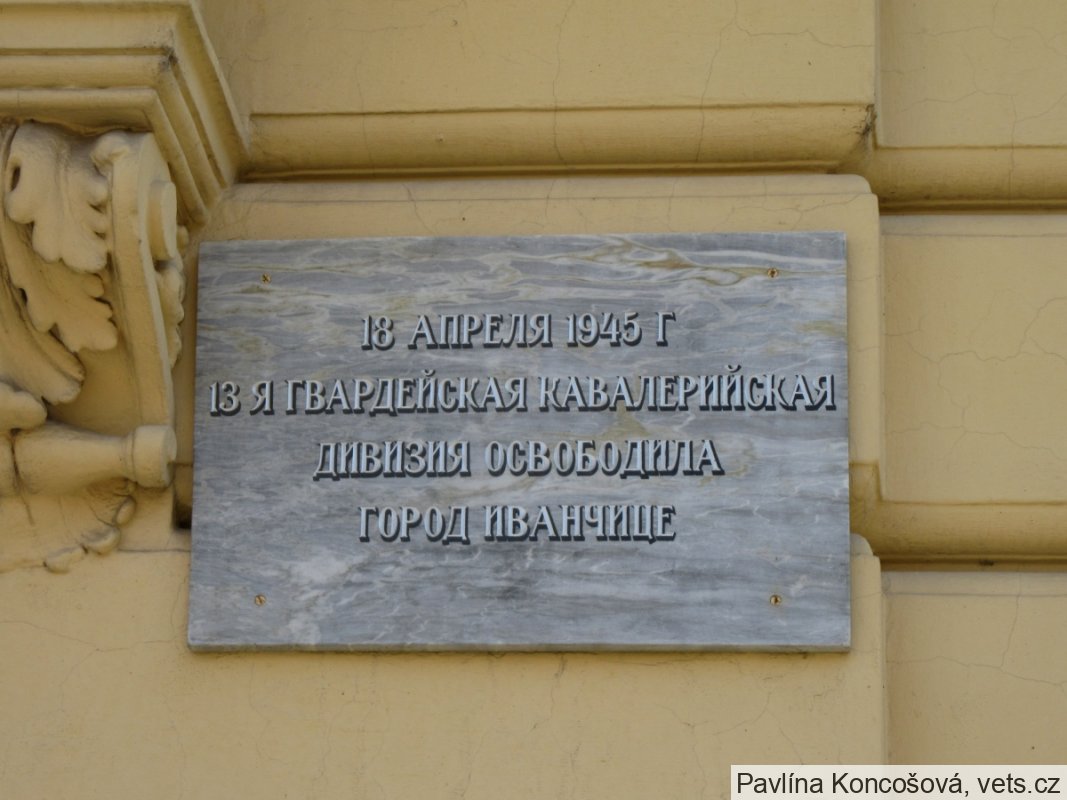 18 АПРЕЛЯ 1945 Г
13 Я ГВАРДЕЙСКАЯ КАВАЛЕРИЙСКАЯ
ДИВИЗИЯ ОСВОБОДИЛА
ГОРОД ИВАНЧИЦЕ
Pavlína Koncošová, vets.cz